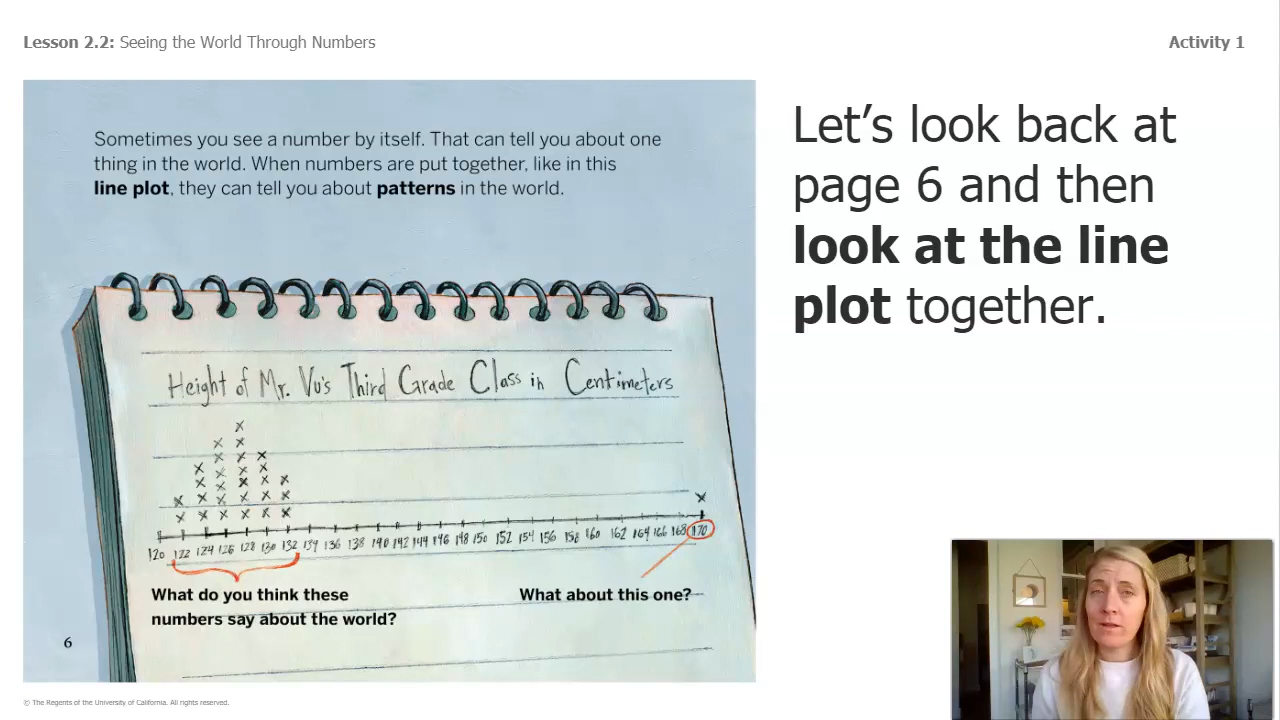 Lesson 2.2: Seeing the World Through Numbers
Activity 1
Sometimes you see a number by itself. That can tell you about one
thing in the world. When numbers are put together, like in this
line plot, they can tell you about patterns in the world.
Height of Mr. Vu's Third Grade Class in Centimeters
120 122 124 126 128 130 132 134 136 138 140 142 144 146 148 150 152 154 156 158 160 162 164 166 168 170
What do you think these
numbers say about the world?
What about this one?
6
© The Regents of the University of California. All rights reserved.
Let's look back at
page 6 and then
look at the line
plot together.